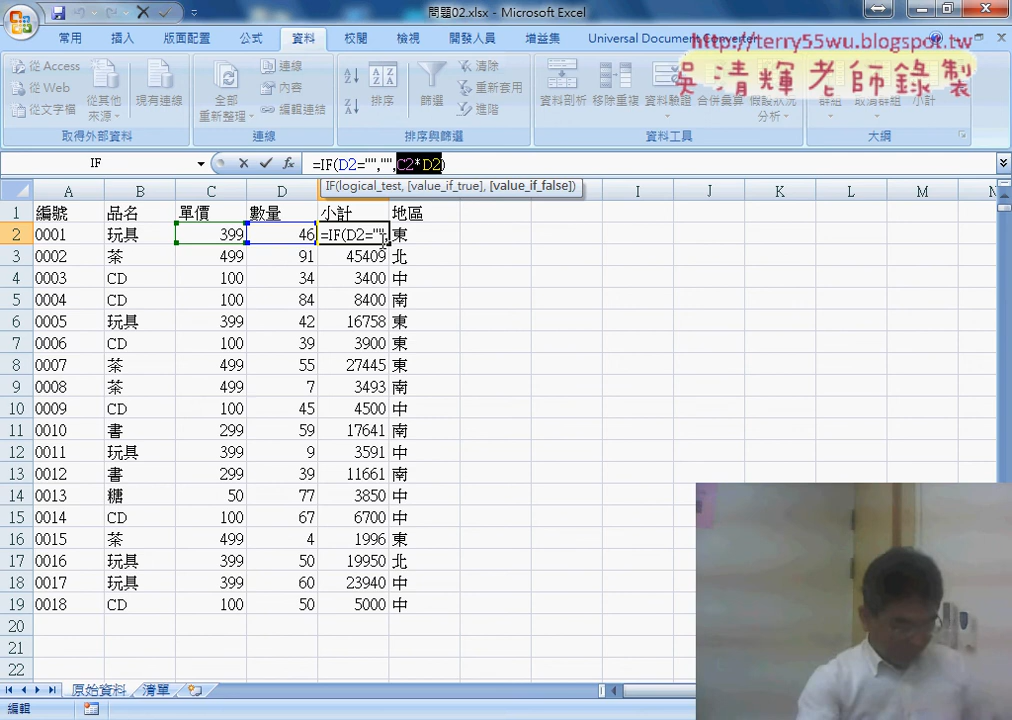 問題02.xlsx - Microsoft Excel
常用 插入 版面配置 公式 資料 校閱 檢視 開發人員 增益集 Universal Document Converter
http://terry55wu.blogspot.tw
吳清輝老師錄製
從 Access
從 Web
從文字檔
從其他來源
現有連線
全部重新整理
連線
內容
編輯連結
排序
篩選
清除
重新套用
進階
資料剖析 移除重複 資料驗證 合併彙算 假設狀況分析 群組 取消群組 小計
取得外部資料 連線 排序與篩選 資料工具 大綱
IF =IF(D2="","",C2*D2)
IF(logical_test, [value_if_true], [value_if_false])
A B C D I J K L M N
1 編號 品名 單價 數量 小計 地區
2 0001 玩具 399 46 =IF(D2="", 東
3 0002 茶 499 91 45409 北
4 0003 CD 100 34 3400 中
5 0004 CD 100 84 8400 南
6 0005 玩具 399 42 16758 東
7 0006 CD 100 39 3900 東
8 0007 茶 499 55 27445 東
9 0008 茶 499 7 3493 南
10 0009 CD 100 45 4500 中
11 0010 書 299 59 17641 南
12 0011 玩具 399 9 3591 中
13 0012 書 299 39 11661 南
14 0013 糖 50 77 3850 中
15 0014 CD 100 67 6700 中
16 0015 茶 499 4 1996 東
17 0016 玩具 399 50 19950 北
18 0017 玩具 399 60 23940 中
19 0018 CD 100 50 5000 中
20
21
22
原始資料 清單
編輯